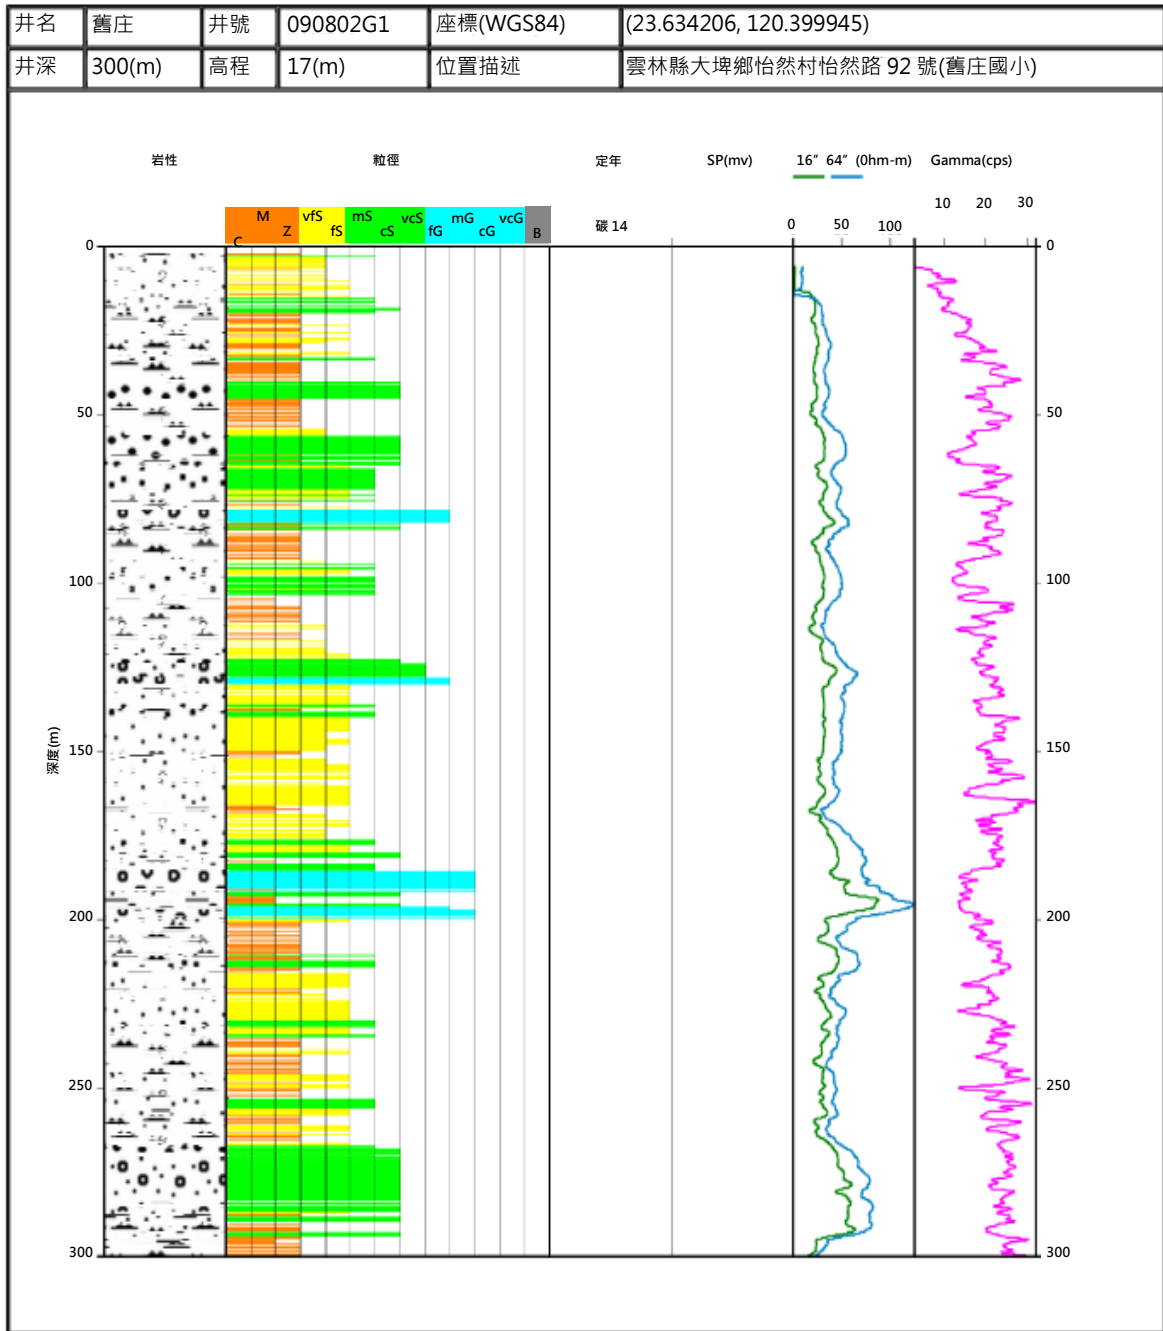 井名 舊庄 井號 090802G1 座標(WGS84) (23.634206, 120.399945)
井深 300(m) 高程 17(m) 位置描述 雲林縣大埤鄉怡然村怡然路 92 號(舊庄國小)
岩性 粒徑 定年 SP(mv) 16" 64" (0hm-m) Gamma(cps)
10 20 30
C M Z vfS fS mS cS vcS fG mG cG vcG B 碳 14 0 50 100
0 0
50 50
100 100
深度(m)
150 150
200 200
250 250
300 300